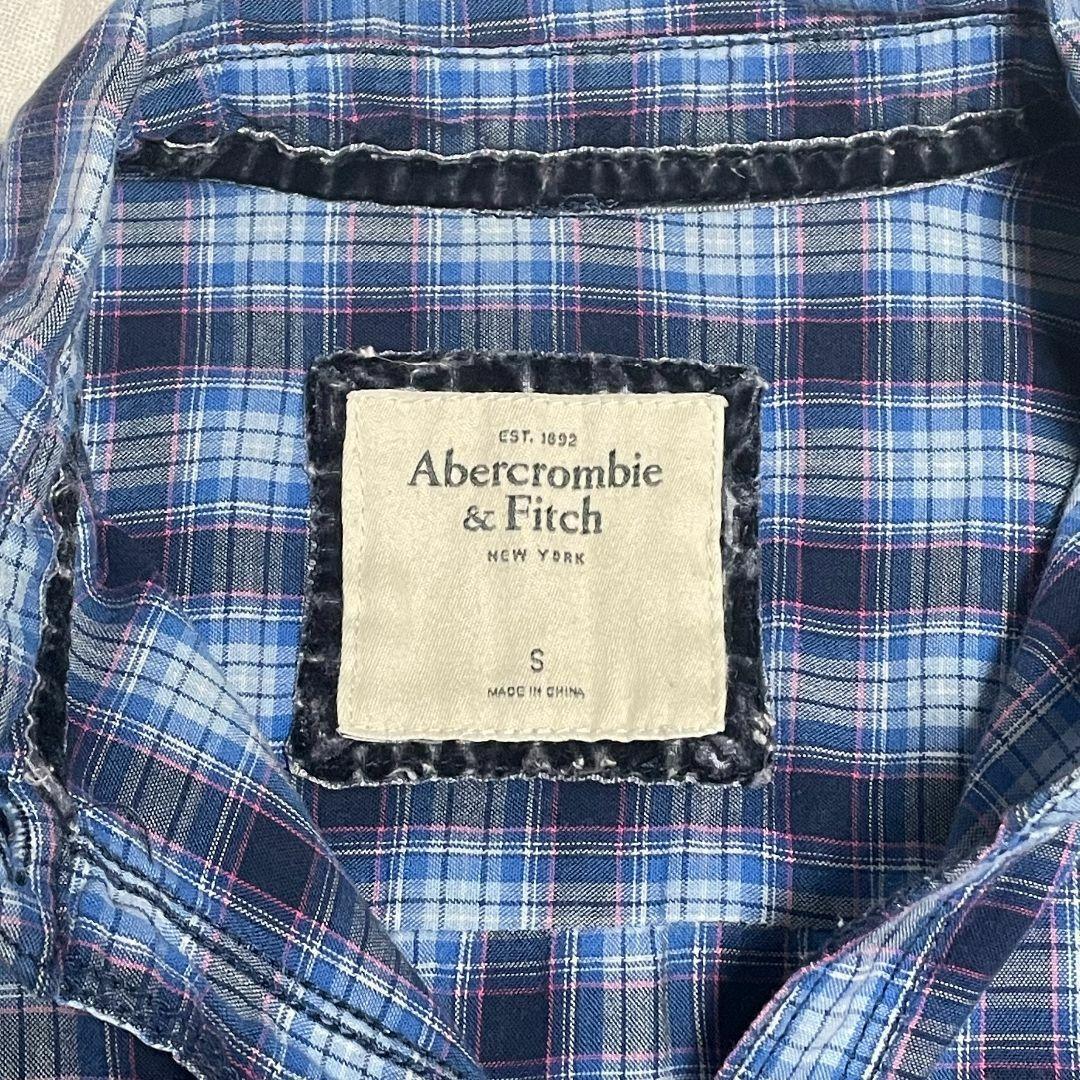 EST. 1892
Abercrombie
& Fitch
NEW YORK
S
MADE IN CHINA